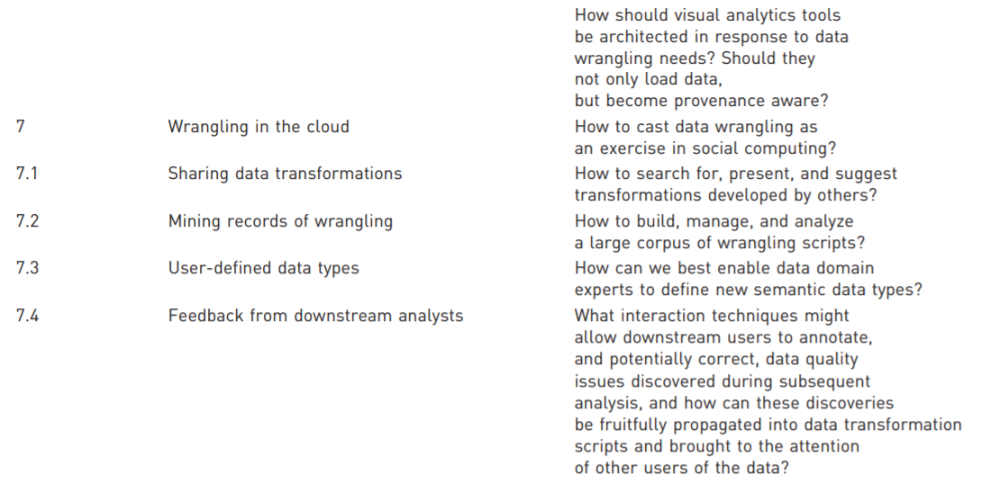 How should visual analytics tools
be architected in response to data
wrangling needs? Should they
not only load data,
but become provenance aware?
7 Wrangling in the cloud How to cast data wrangling as
an exercise in social computing?
7.1 Sharing data transformations How to search for, present, and suggest
transformations developed by others?
7.2 Mining records of wrangling How to build, manage, and analyze
a large corpus of wrangling scripts?
7.3 User-defined data types How can we best enable data domain
experts to define new semantic data types?
7.4 Feedback from downstream analysts What interaction techniques might
allow downstream users to annotate,
and potentially correct, data quality
issues discovered during subsequent
analysis, and how can these discoveries
be fruitfully propagated into data transformation
scripts and brought to the attention
of other users of the data?